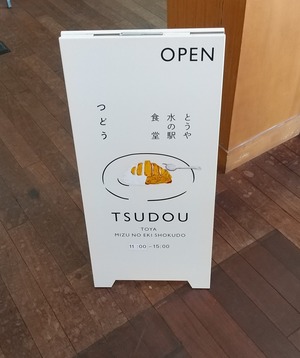 OPEN
とうや
水の駅
食堂
つどう
TSUDOU
TOYA
MIZU NO EKI SHOKUDO
11:00-15:00